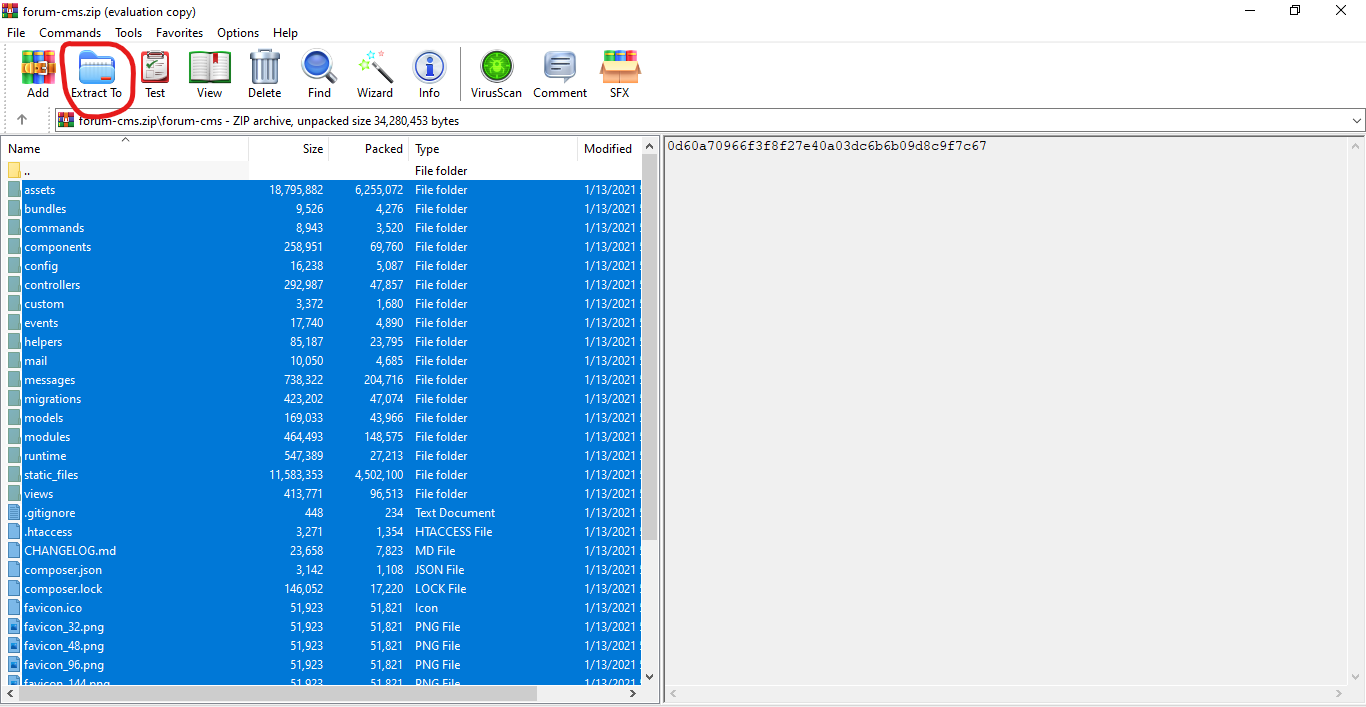 forum-cms.zip (evaluation copy)
File Commands Tools Favorites Options Help
Add Extract To Test View Delete Find Wizard Info VirusScan Comment SFX
forum-cms.zip\forum-cms - ZIP archive, unpacked size 34,280,453 bytes
Name Size Packed Type Modified
0d60a70966f3f8f27e40a03dc6b6b09d8c9f7c67
.. File folder
assets 18,795,882 6,255,072 File folder 1/13/2021
bundles 9,526 4,276 File folder 1/13/2021
commands 8,943 3,520 File folder 1/13/2021
components 258,951 69,760 File folder 1/13/2021
config 16,238 5,087 File folder 1/13/2021
controllers 292,987 47,857 File folder 1/13/2021
custom 3,372 1,680 File folder 1/13/2021
events 17,740 4,890 File folder 1/13/2021
helpers 85,187 23,795 File folder 1/13/2021
mail 10,050 4,685 File folder 1/13/2021
messages 738,322 204,716 File folder 1/13/2021
migrations 423,202 47,074 File folder 1/13/2021
models 169,033 43,966 File folder 1/13/2021
modules 464,493 148,575 File folder 1/13/2021
runtime 547,389 27,213 File folder 1/13/2021
static_files 11,583,353 4,502,100 File folder 1/13/2021
views 413,771 96,513 File folder 1/13/2021
.gitignore 448 234 Text Document 1/13/2021
.htaccess 3,271 1,354 HTACCESS File 1/13/2021
CHANGELOG.md 23,658 7,823 MD File 1/13/2021
composer.json 3,142 1,108 JSON File 1/13/2021
composer.lock 146,052 17,220 LOCK File 1/13/2021
favicon.ico 51,923 51,821 Icon 1/13/2021
favicon_32.png 51,923 51,821 PNG File 1/13/2021
favicon_48.png 51,923 51,821 PNG File 1/13/2021
favicon_96.png 51,923 51,821 PNG File 1/13/2021
favicon_144.png 51,923 51,821 PNG File 1/13/2021